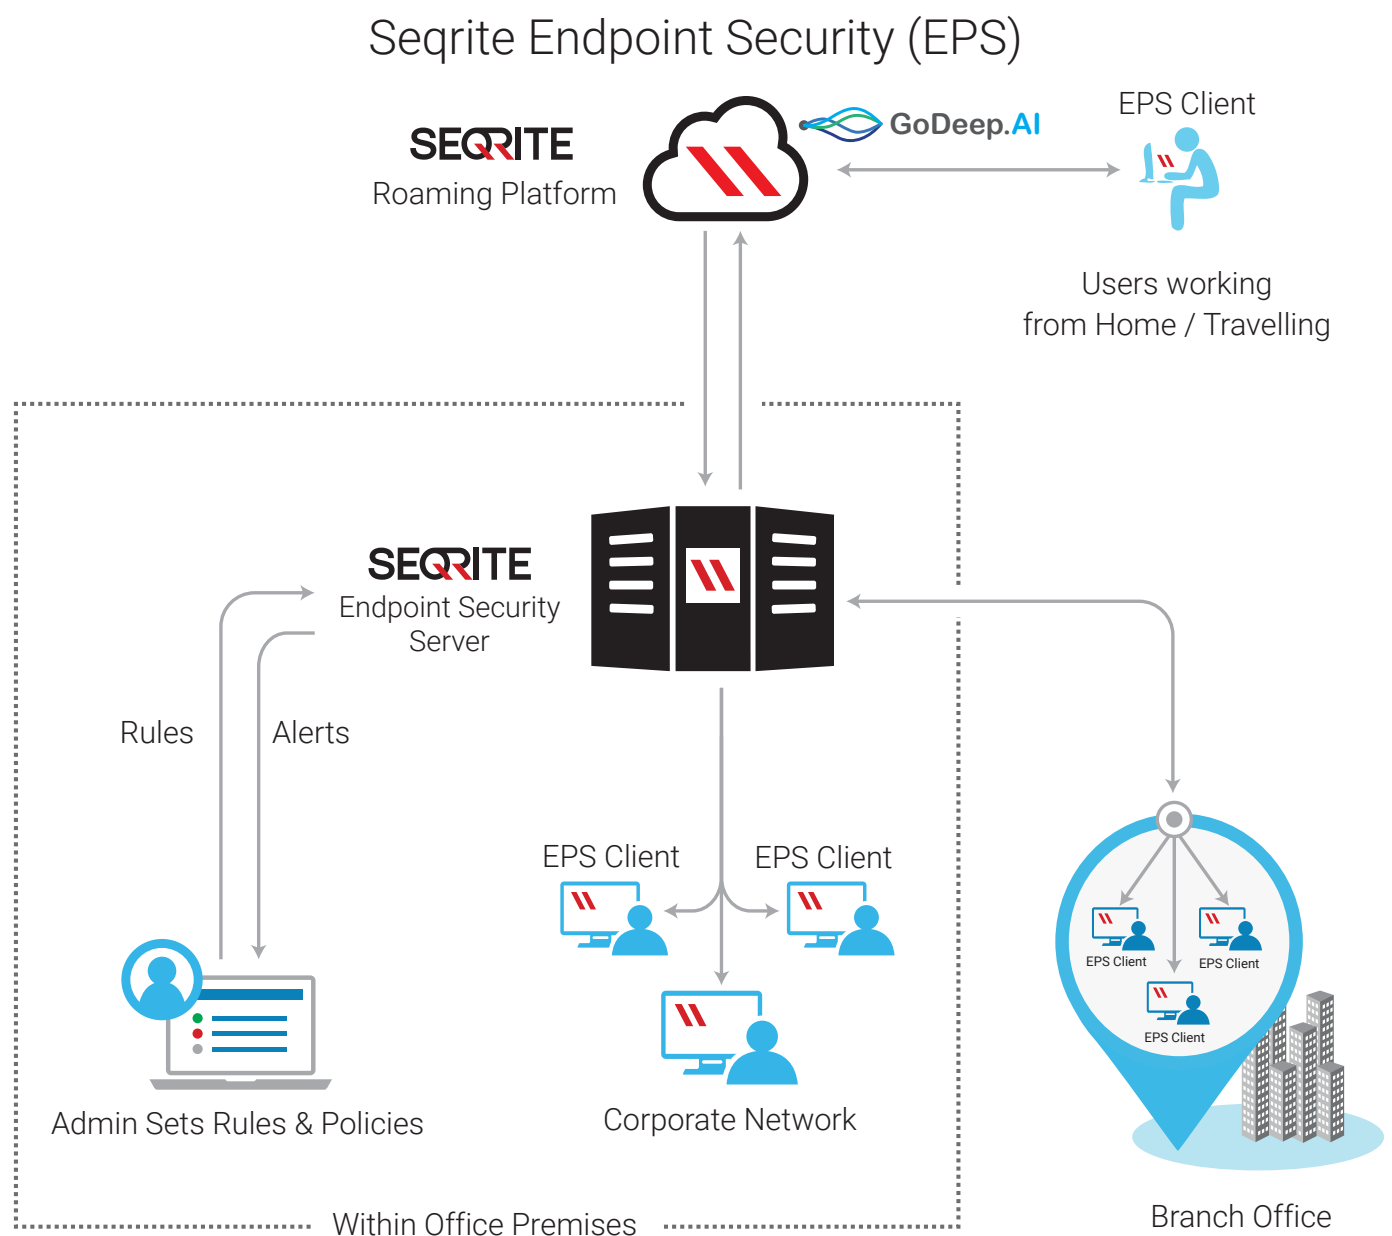 Seqrite Endpoint Security (EPS)
SEQRITE
Roaming Platform
GoDeep.AI
EPS Client
Users working
from Home / Travelling
SEQRITE
Endpoint Security
Server
Rules
Alerts
EPS Client
EPS Client
EPS Client
EPS Client
EPS Client
Admin Sets Rules & Policies
Corporate Network
Within Office Premises
Branch Office